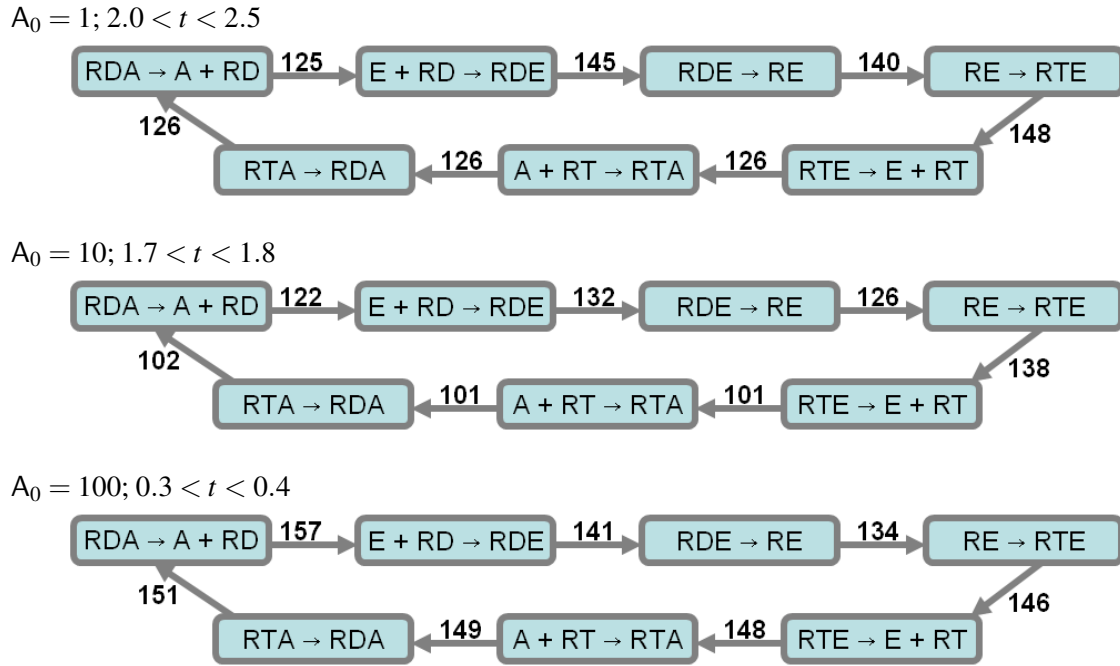 A₀ = 1; 2.0 < t < 2.5
RDA → A + RD 125 E + RD → RDE 145 RDE → RE 140 RE → RTE
126 148
RTA → RDA 126 A + RT → RTA 126 RTE → E + RT
A₀ = 10; 1.7 < t < 1.8
RDA → A + RD 122 E + RD → RDE 132 RDE → RE 126 RE → RTE
102 138
RTA → RDA 101 A + RT → RTA 101 RTE → E + RT
A₀ = 100; 0.3 < t < 0.4
RDA → A + RD 157 E + RD → RDE 141 RDE → RE 134 RE → RTE
151 146
RTA → RDA 149 A + RT → RTA 148 RTE → E + RT